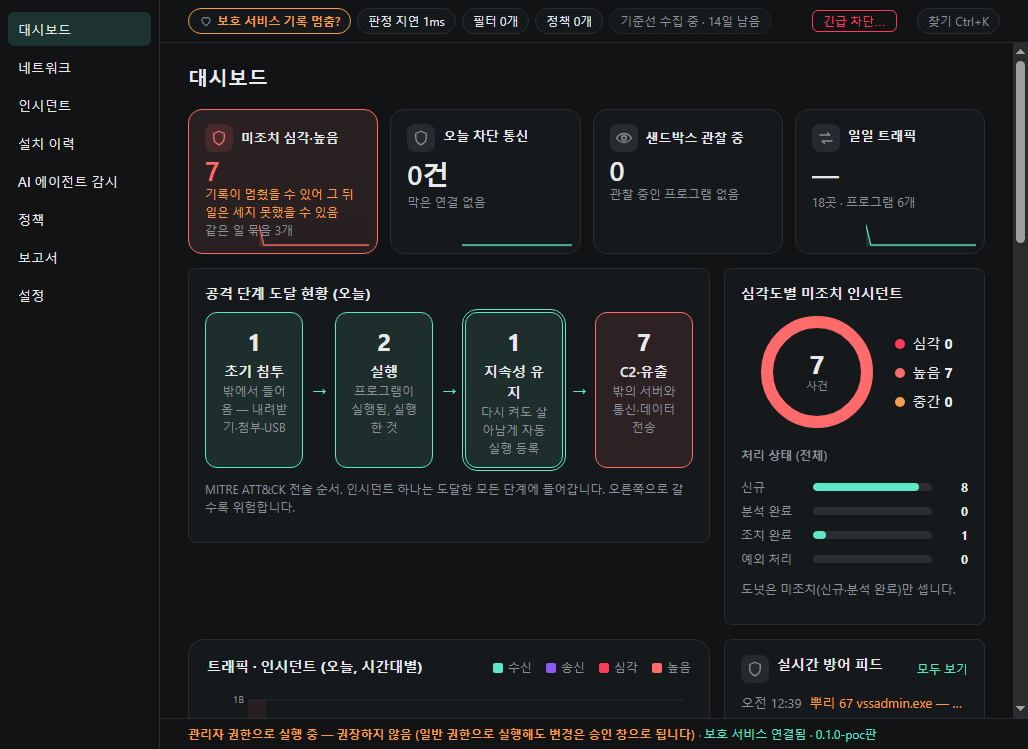 대시보드
네트워크
인시던트
설치 이력
AI 에이전트 감시
정책
보고서
설정
보호 서비스 기록 멈춤?
판정 지연 1ms
필터 0개
정책 0개
기준선 수집 중 · 14일 남음
긴급 차단...
찾기 Ctrl+K
대시보드
미조치 심각·높음
7
기록이 멈췄을 수 있어 그 뒤
일은 세지 못했을 수 있음
같은 일 묶음 3개
오늘 차단 통신
0건
막은 연결 없음
샌드박스 관찰 중
0
관찰 중인 프로그램 없음
일일 트래픽
—
18곳 · 프로그램 6개
공격 단계 도달 현황 (오늘)
1
초기 침투
밖에서 들어
옴 — 내려받
기·첨부·USB
→
2
실행
프로그램이
실행됨, 실행
한 것
→
1
지속성 유
지
다시 켜도 살
아남게 자동
실행 등록
→
7
C2·유출
밖의 서버와
통신·데이터
전송
MITRE ATT&CK 전술 순서. 인시던트 하나는 도달한 모든 단계에 들어갑니다. 오른쪽으로 갈
수록 위험합니다.
심각도별 미조치 인시던트
7
사건
심각 0
높음 7
중간 0
처리 상태 (전체)
신규 8
분석 완료 0
조치 완료 1
예외 처리 0
도넛은 미조치(신규·분석 완료)만 셉니다.
트래픽 · 인시던트 (오늘, 시간대별)
수신
송신
심각
높음
1B
실시간 방어 피드
모두 보기
오전 12:39 뿌리 67 vssadmin.exe — ...
관리자 권한으로 실행 중 — 권장하지 않음 (일반 권한으로 실행해도 변경은 승인 창으로 됩니다) · 보호 서비스 연결됨 · 0.1.0-poc판